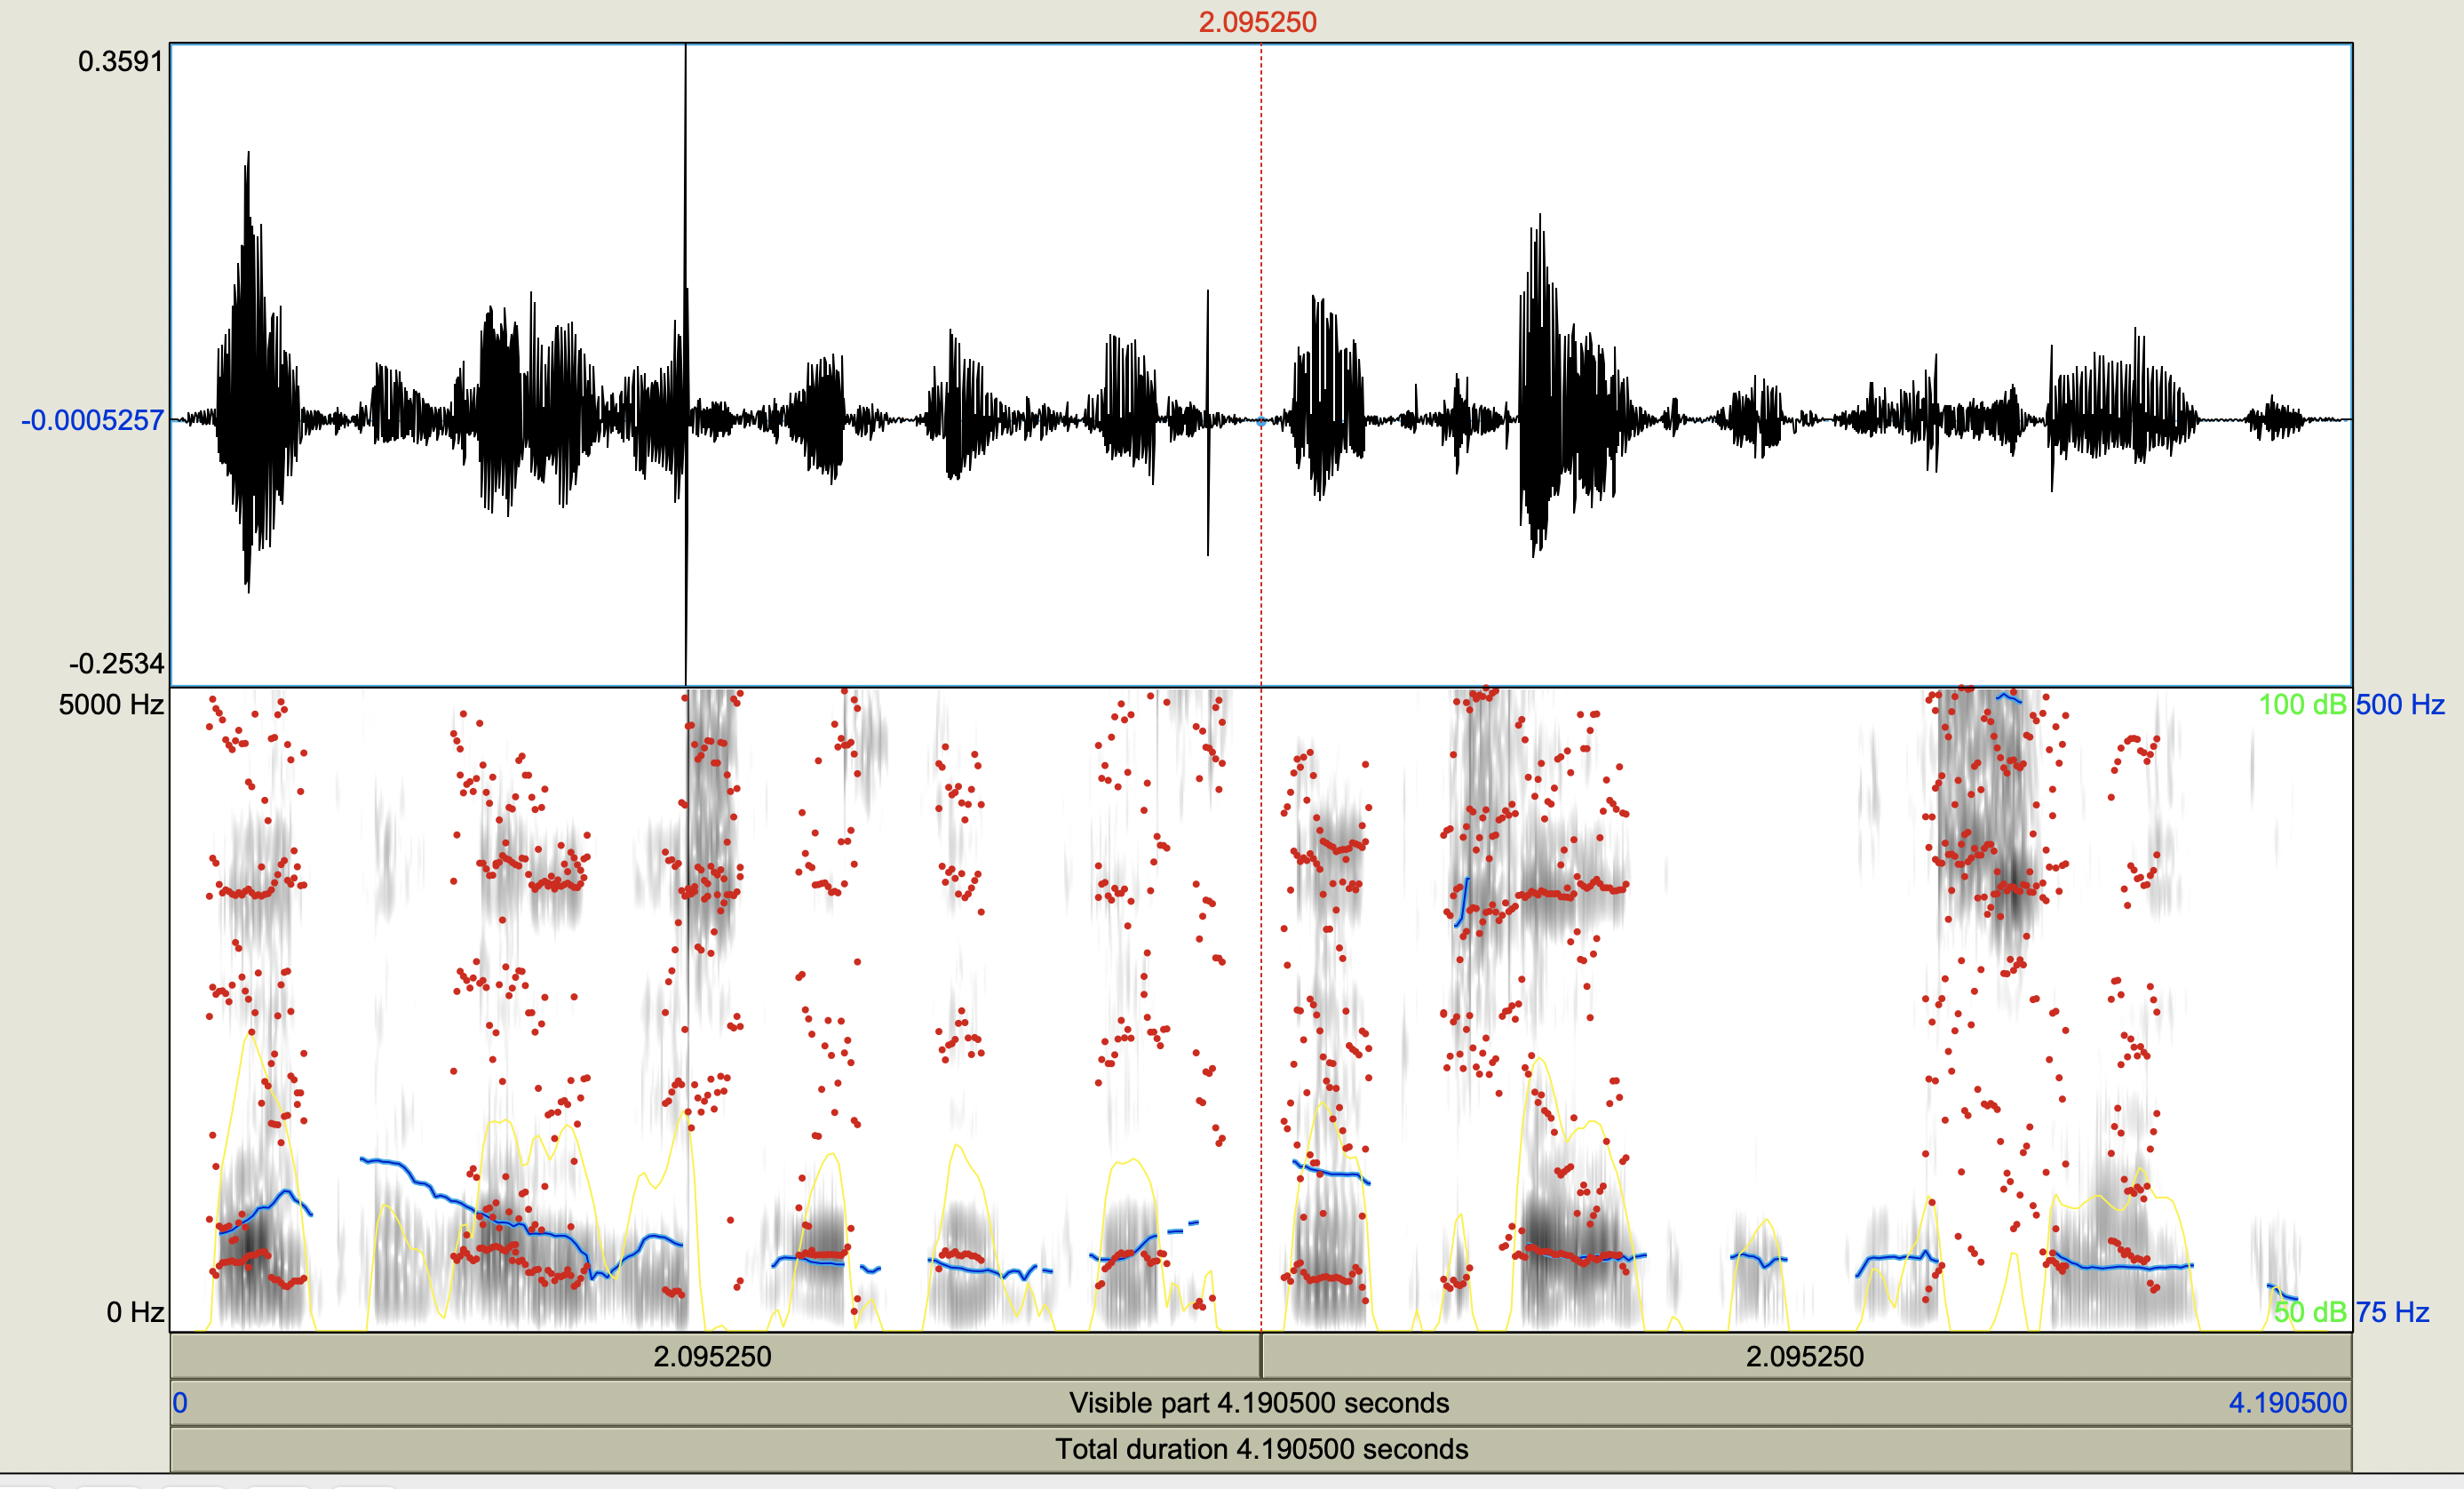 2.095250
0.3591
-0.0005257
-0.2534
5000 Hz
100 dB 500 Hz
0 Hz
50 dB 75 Hz
2.095250 2.095250
0 Visible part 4.190500 seconds 4.190500
Total duration 4.190500 seconds